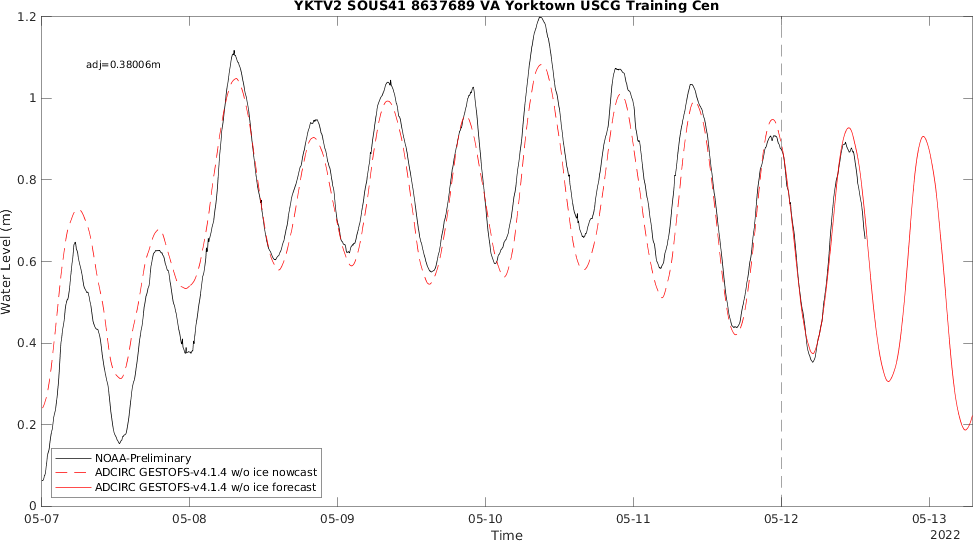 YKTV2 SOUS41 8637689 VA Yorktown USCG Training Cen
adj=0.38006m
Water Level (m)
1.2
1
0.8
0.6
0.4
0.2
0
NOAA-Preliminary
ADCIRC GESTOFS-v4.1.4 w/o ice nowcast
ADCIRC GESTOFS-v4.1.4 w/o ice forecast
05-07 05-08 05-09 05-10 05-11 05-12 05-13
Time
2022